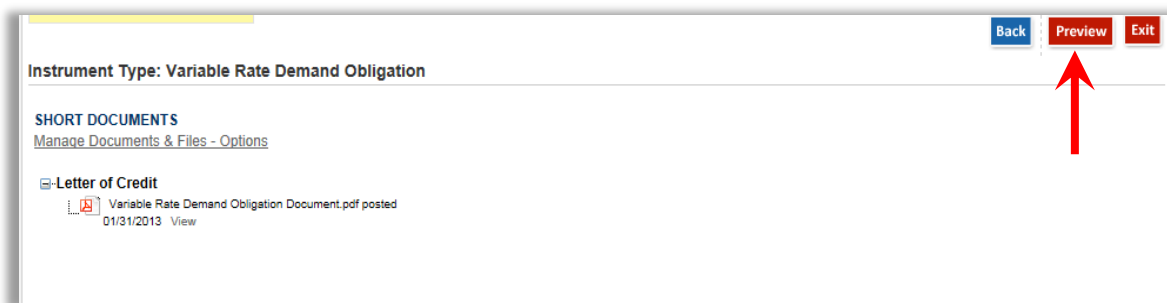 Back Preview Exit
Instrument Type: Variable Rate Demand Obligation
SHORT DOCUMENTS
Manage Documents & Files - Options
Letter of Credit
Variable Rate Demand Obligation Document.pdf posted
01/31/2013 View